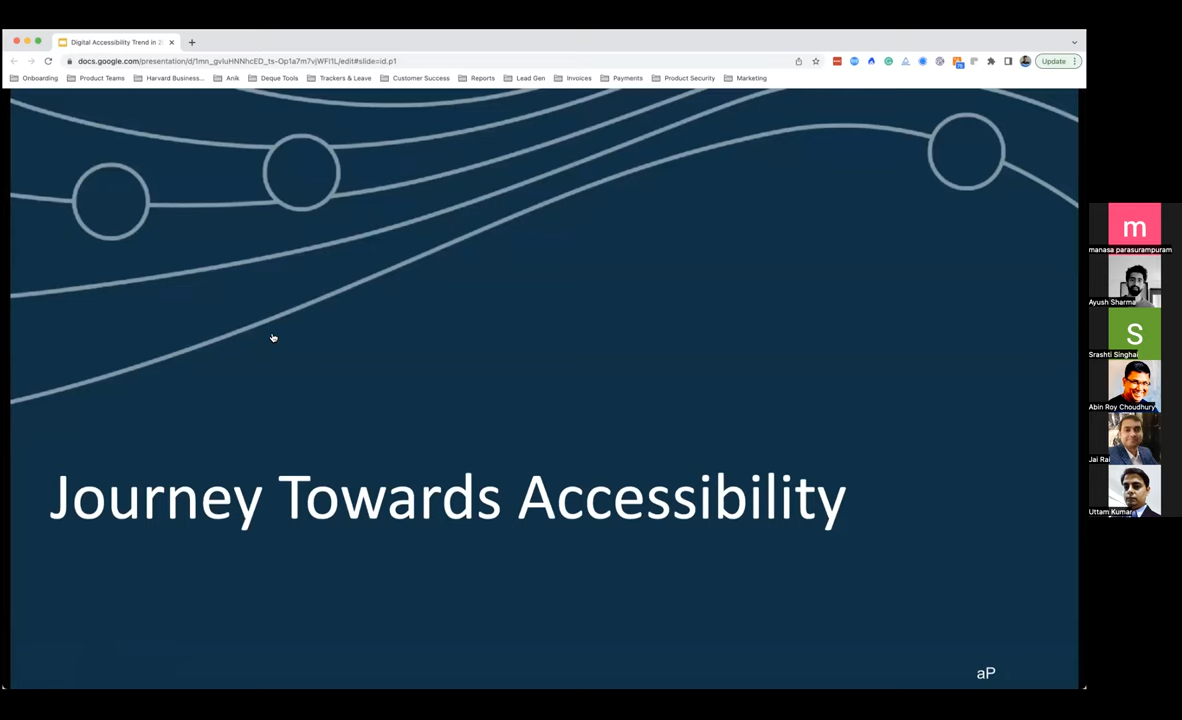 Digital Accessibility Trend in 2
docs.google.com/presentation/d/1mn_gvIuHNNhcED_ts-Op1a7m7vjWFI1L/edit#slide=id.p1
Update
Onboarding
Product Teams
Harvard Business...
Anik
Deque Tools
Trackers & Leave
Customer Success
Reports
Lead Gen
Invoices
Payments
Product Security
Marketing
m
manasa parasurampuram
Ayush Sharma
S
Srashti Singhai
Abin Roy Choudhury
Jai Rai
Uttam Kumar
Journey Towards Accessibility
aP